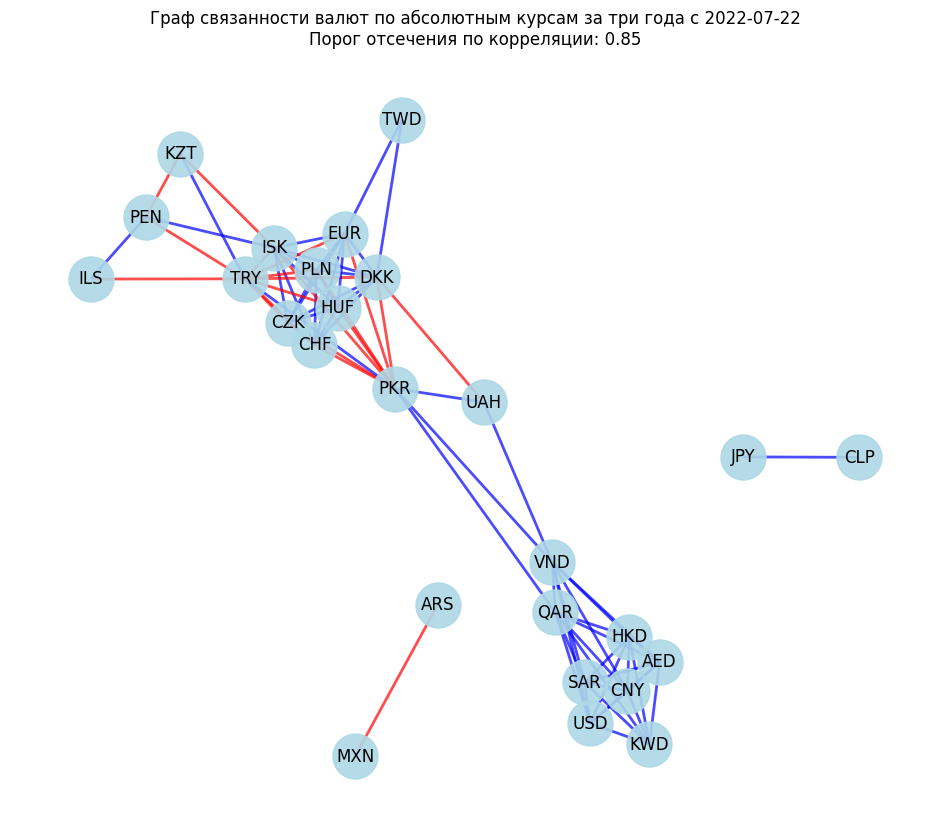 Граф связанности валют по абсолютным курсам за три года с 2022-07-22
Порог отсечения по корреляции: 0.85
TWD
KZT
PEN
EUR
ISK
PLN
DKK
ILS
TRY
HUF
CZK
CHF
PKR
UAH
JPY
CLP
VND
ARS
QAR
HKD
AED
SAR
CNY
USD
KWD
MXN